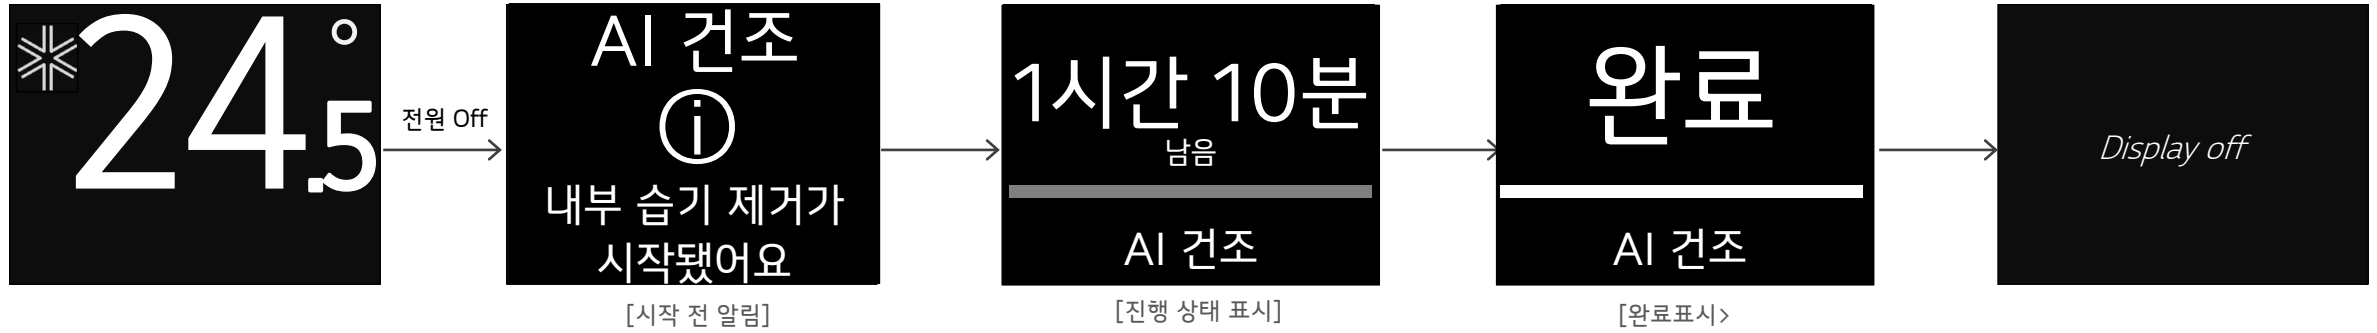 24.5°
전원 Off
AI 건조
i
내부 습기 제거가
시작됐어요
[시작 전 알림]
1시간 10분
남음
AI 건조
[진행 상태 표시]
완료
AI 건조
[완료표시>
Display off